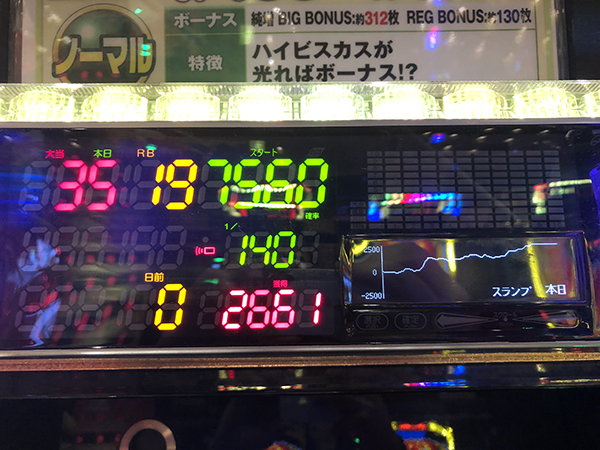 ノーマル
ボーナス 純増 BIG BONUS:約312枚 REG BONUS:約130枚
特徴 ハイビスカスが
光ればボーナス!?
大当 本日 RB スタート
35 19 7960
確率
1/
140
2500
0
-2500
スランプ 本日
日前 獲得
0 2661